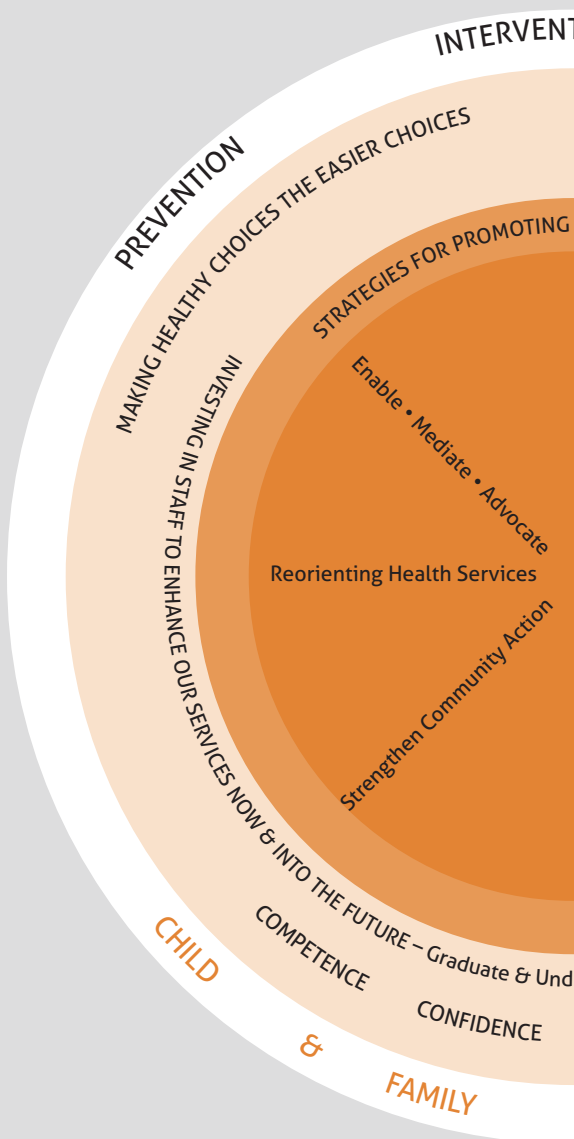 INTERVENT
PREVENTION
MAKING HEALTHY CHOICES THE EASIER CHOICES
STRATEGIES FOR PROMOTING
INVESTING IN STAFF TO ENHANCE OUR SERVICES NOW & INTO THE FUTURE – Graduate & Und
Enable • Mediate • Advocate
Reorienting Health Services
Strengthen Community Action
COMPETENCE
CONFIDENCE
CHILD
&
FAMILY